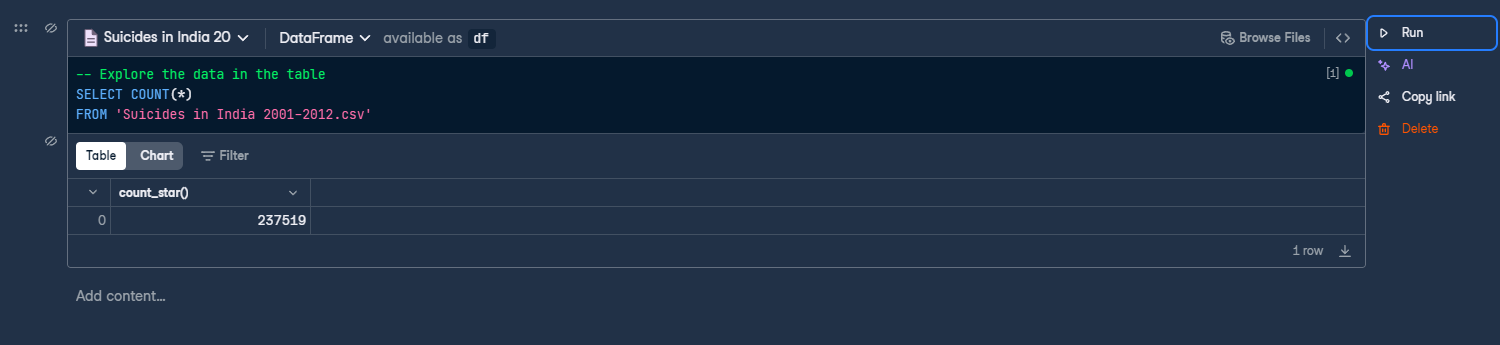 Suicides in India 20 DataFrame available as df Browse Files
-- Explore the data in the table [1]
SELECT COUNT(*)
FROM 'Suicides in India 2001-2012.csv'
Table Chart Filter
count_star()
0 237519
1 row
Add content...
Run
AI
Copy link
Delete